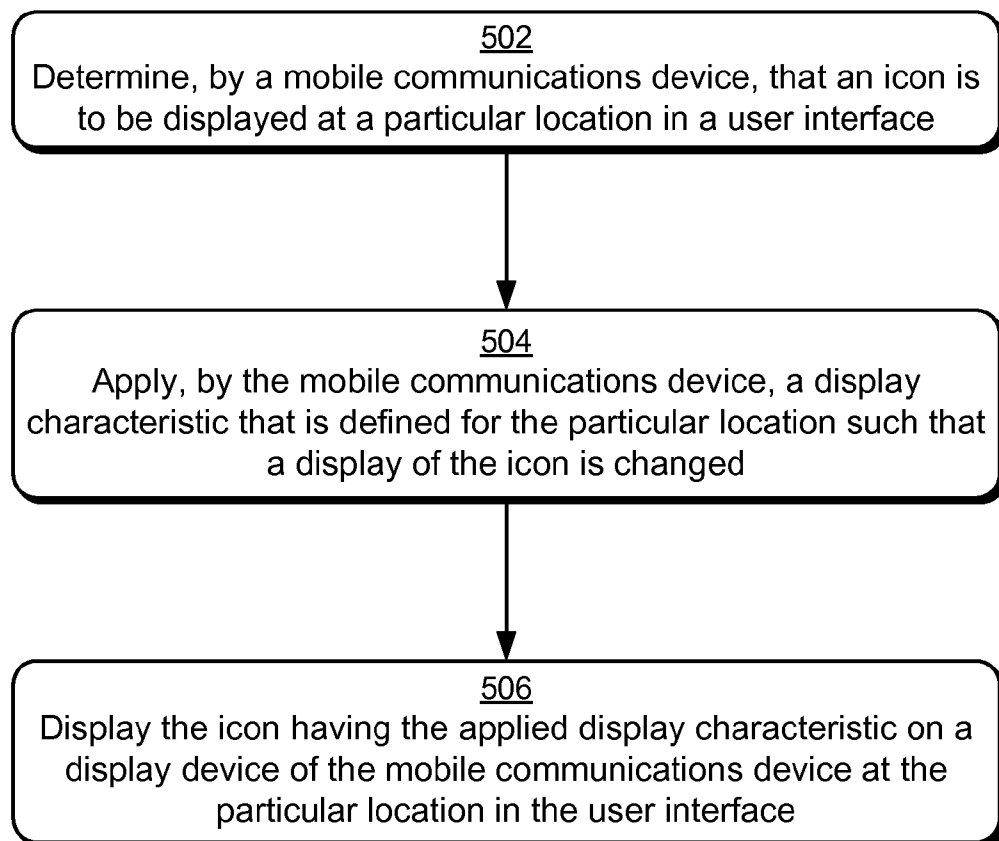 502
Determine, by a mobile communications device, that an icon is
to be displayed at a particular location in a user interface
504
Apply, by the mobile communications device, a display
characteristic that is defined for the particular location such that
a display of the icon is changed
506
Display the icon having the applied display characteristic on a
display device of the mobile communications device at the
particular location in the user interface